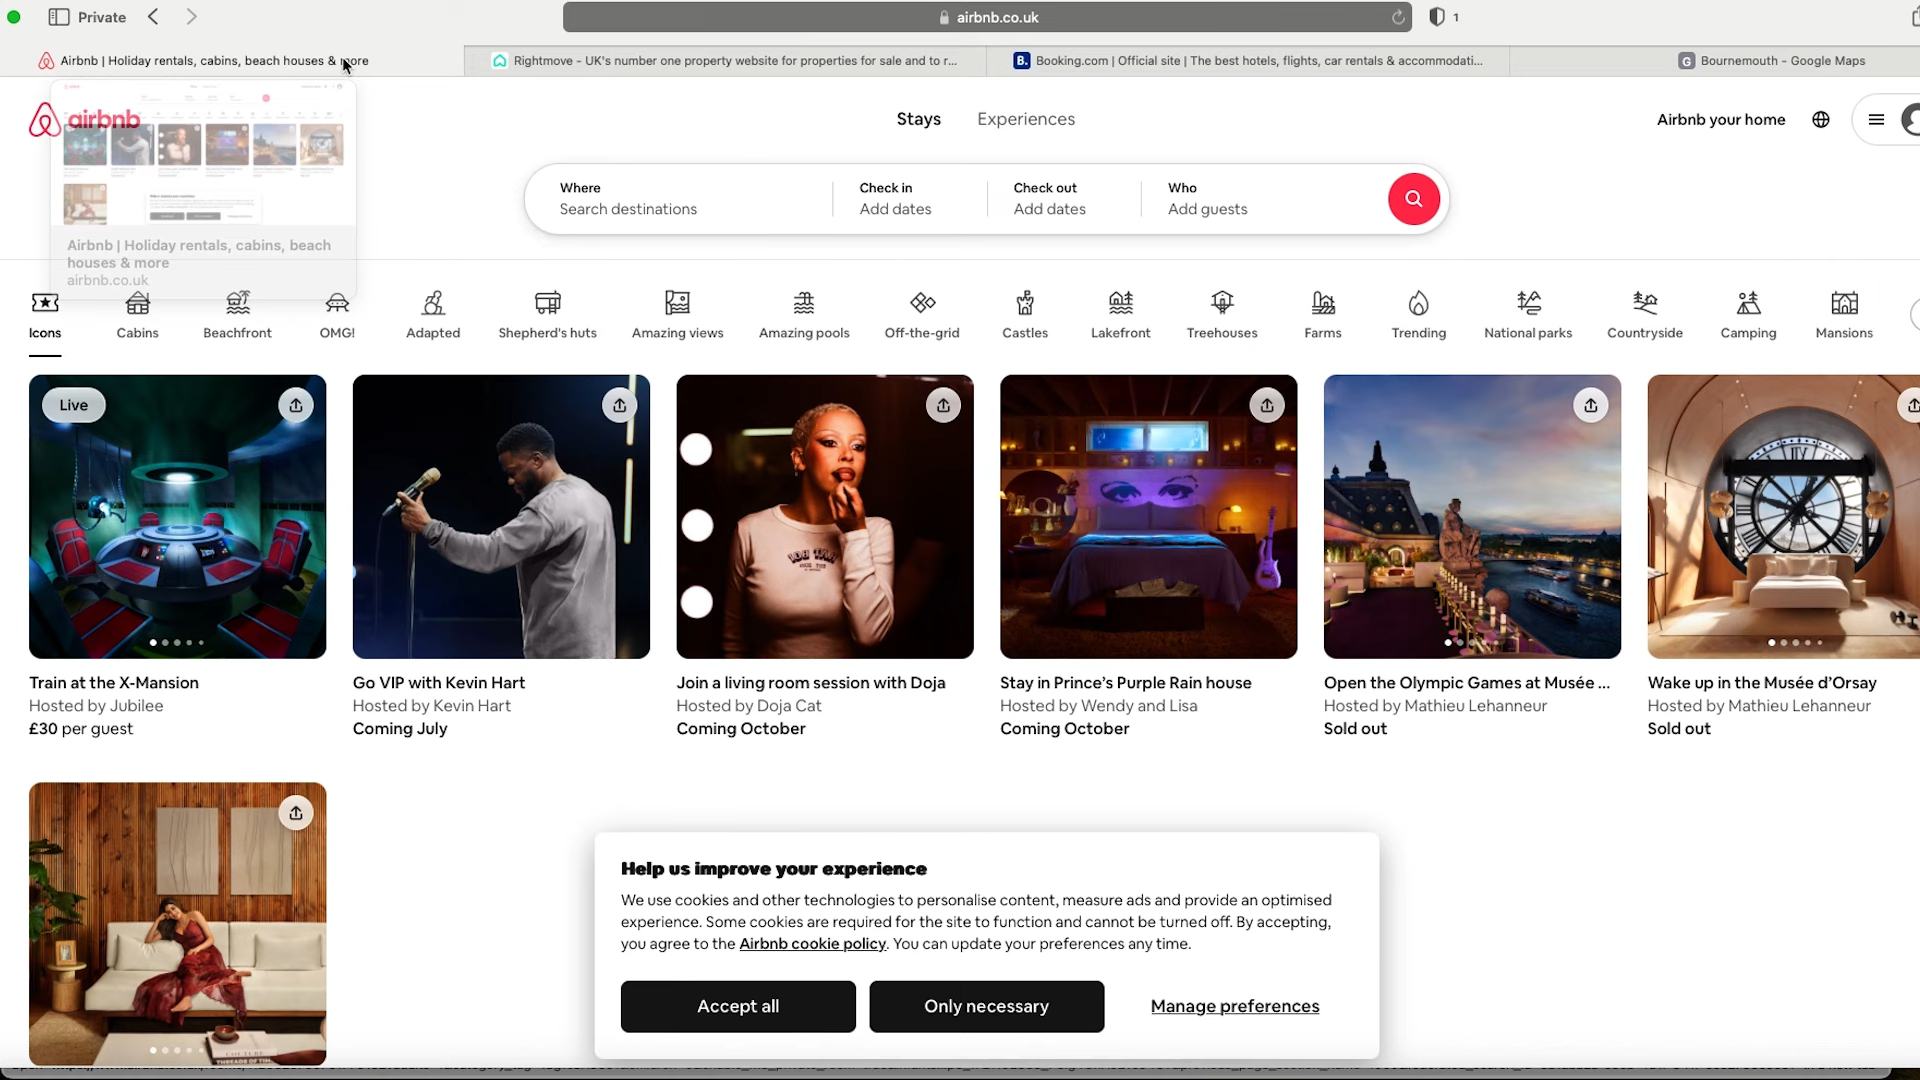 Private
airbnb.co.uk
1
Airbnb | Holiday rentals, cabins, beach houses & more
Rightmove - UK's number one property website for properties for sale and to r...
B. Booking.com | Official site | The best hotels, flights, car rentals & accommodati...
G Bournemouth - Google Maps
airbnb
Stays
Experiences
Airbnb your home
Where
Search destinations
Check in
Add dates
Check out
Add dates
Who
Add guests
Airbnb | Holiday rentals, cabins, beach
houses & more
airbnb.co.uk
Icons
Cabins
Beachfront
OMG!
Adapted
Shepherd's huts
Amazing views
Amazing pools
Off-the-grid
Castles
Lakefront
Treehouses
Farms
Trending
National parks
Countryside
Camping
Mansions
Live
Train at the X-Mansion
Hosted by Jubilee
£30 per guest
Go VIP with Kevin Hart
Hosted by Kevin Hart
Coming July
Join a living room session with Doja
Hosted by Doja Cat
Coming October
Stay in Prince's Purple Rain house
Hosted by Wendy and Lisa
Coming October
Open the Olympic Games at Musée ...
Hosted by Mathieu Lehanneur
Sold out
Wake up in the Musée d'Orsay
Hosted by Mathieu Lehanneur
Sold out
Help us improve your experience
We use cookies and other technologies to personalise content, measure ads and provide an optimised
experience. Some cookies are required for the site to function and cannot be turned off. By accepting,
you agree to the Airbnb cookie policy. You can update your preferences any time.
Accept all
Only necessary
Manage preferences